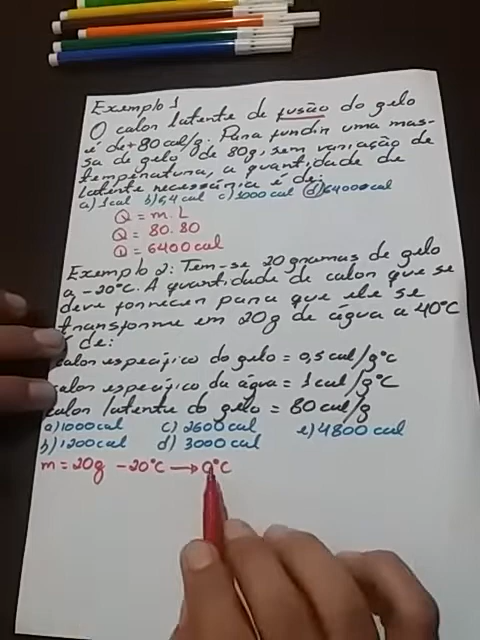 Exemplo 1
O calor latente de fusão do gelo
é de +80 cal/g. Para fundir uma mas-
sa de gelo de 80g, sem variação de
temperatura, a quantidade de
latente necessária é de:
a) 1 cal b) 6,4 cal c) 1000 cal d) 6400 cal
Q = m.L
Q = 80.80
Q = 6400 cal
Exemplo 2: Tem-se 20 gramas de gelo
a -20°C. A quantidade de calor que se
deve fornecer para que ele se
transforme em 20g de água a 40°C
é de:
calor específico do gelo = 0,5 cal/g°C
calor específico da água = 1 cal/g°C
calor latente do gelo = 80 cal/g
a) 1000 cal c) 2600 cal e) 4800 cal
b) 1200 cal d) 3000 cal
m = 20g -20°C → 0°C